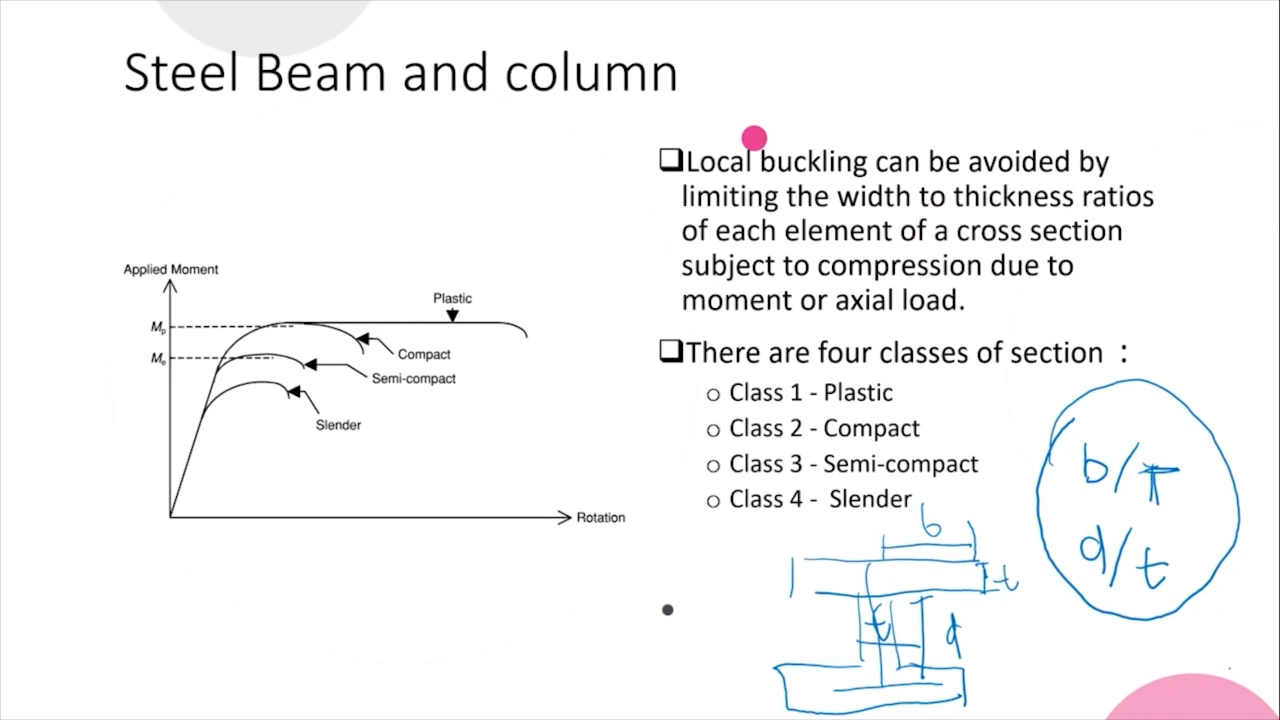 Steel Beam and column
Applied Moment
Mp
Me
Plastic
Compact
Semi-compact
Slender
Rotation
❑Local buckling can be avoided by
limiting the width to thickness ratios
of each element of a cross section
subject to compression due to
moment or axial load.
❑There are four classes of section :
o Class 1 - Plastic
o Class 2 - Compact
o Class 3 - Semi-compact
o Class 4 - Slender
b/T
d/t
b
t
t
d